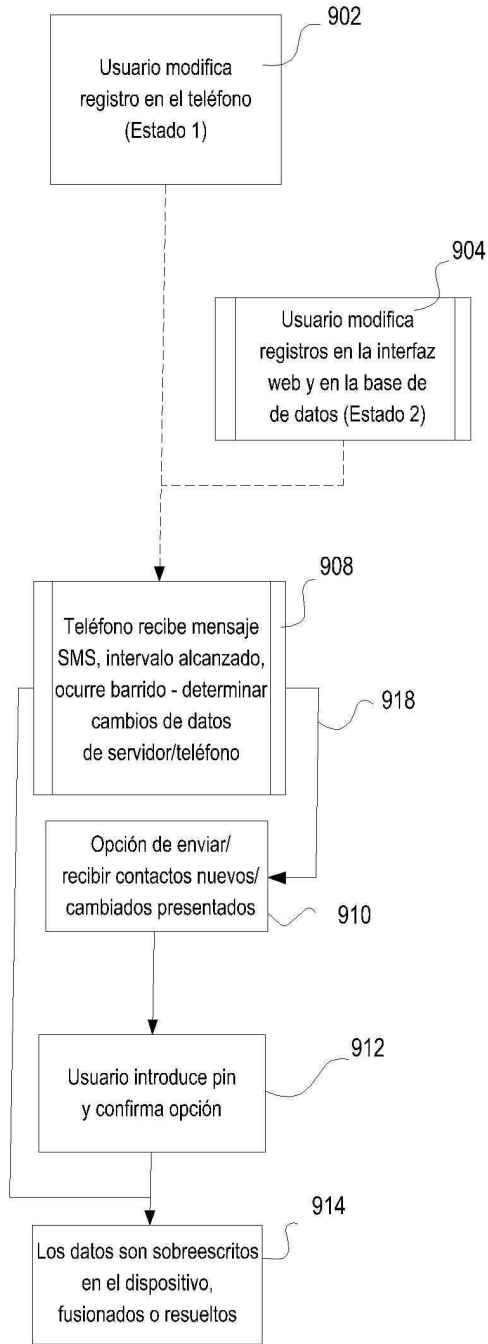 902
Usuario modifica
registro en el teléfono
(Estado 1)
904
Usuario modifica
registros en la interfaz
web y en la base de
de datos (Estado 2)
908
Teléfono recibe mensaje
SMS, intervalo alcanzado,
ocurre barrido - determinar
cambios de datos
de servidor/teléfono
918
Opción de enviar/
recibir contactos nuevos/
cambiados presentados
910
912
Usuario introduce pin
y confirma opción
914
Los datos son sobreescritos
en el dispositivo,
fusionados o resueltos